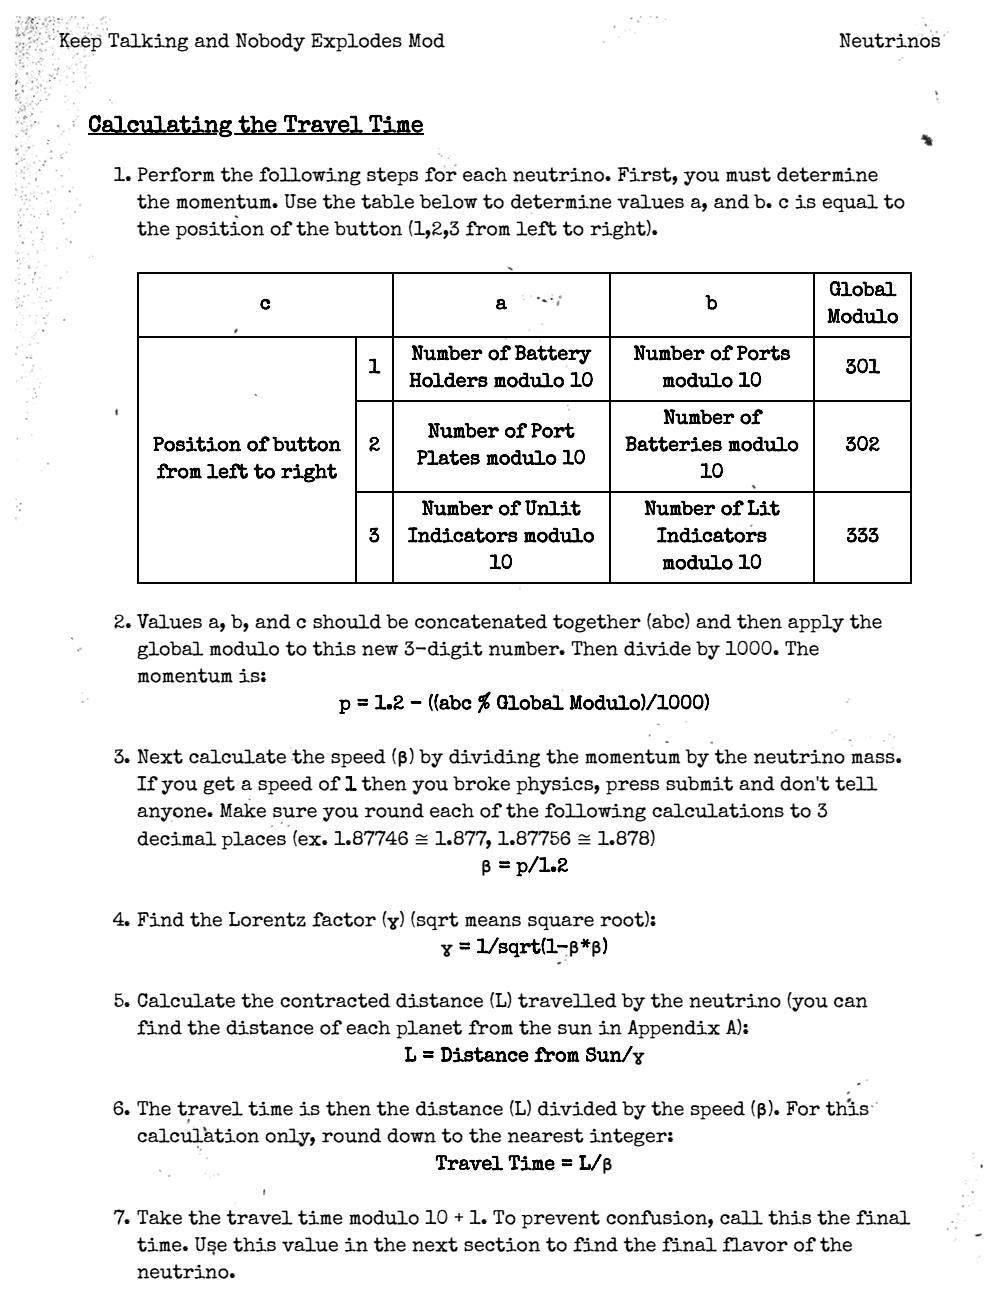 Keep Talking and Nobody Explodes Mod
Neutrinos
Calculating the Travel Time
1. Perform the following steps for each neutrino. First, you must determine
the momentum. Use the table below to determine values a, and b. c is equal to
the position of the button (1,2,3 from left to right).
c
a
b
Global
Modulo
Position of button
from left to right
1
Number of Battery
Holders modulo 10
Number of Ports
modulo 10
301
2
Number of Port
Plates modulo 10
Number of
Batteries modulo
10
302
3
Number of Unlit
Indicators modulo
10
Number of Lit
Indicators
modulo 10
333
2. Values a, b, and c should be concatenated together (abc) and then apply the
global modulo to this new 3-digit number. Then divide by 1000. The
momentum is:
p = 1.2 - ((abc % Global Modulo)/1000)
3. Next calculate the speed (β) by dividing the momentum by the neutrino mass.
If you get a speed of 1 then you broke physics, press submit and don't tell
anyone. Make sure you round each of the following calculations to 3
decimal places (ex. 1.87746 ≅ 1.877, 1.87756 ≅ 1.878)
β = p/1.2
4. Find the Lorentz factor (ɣ) (sqrt means square root):
ɣ = 1/sqrt(1-β*β)
5. Calculate the contracted distance (L) travelled by the neutrino (you can
find the distance of each planet from the sun in Appendix A):
L = Distance from Sun/ɣ
6. The travel time is then the distance (L) divided by the speed (β). For this
calculation only, round down to the nearest integer:
Travel Time = L/β
7. Take the travel time modulo 10 + 1. To prevent confusion, call this the final
time. Use this value in the next section to find the final flavor of the
neutrino.